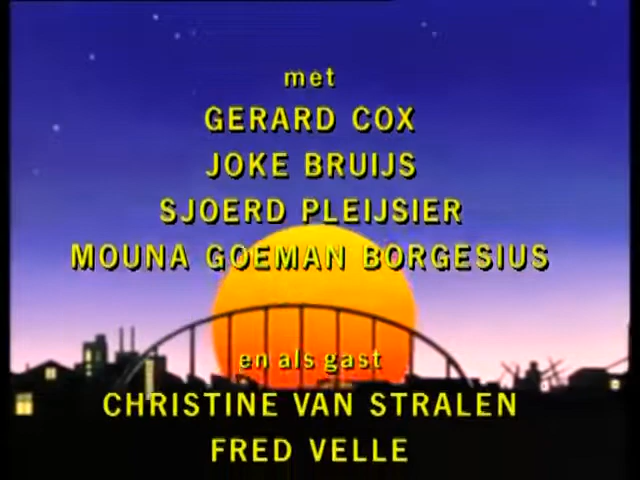 met
GERARD COX
JOKE BRUIJS
SJOERD PLEIJSIER
MOUNA GOEMAN BORGESIUS
en als gast
CHRISTINE VAN STRALEN
FRED VELLE